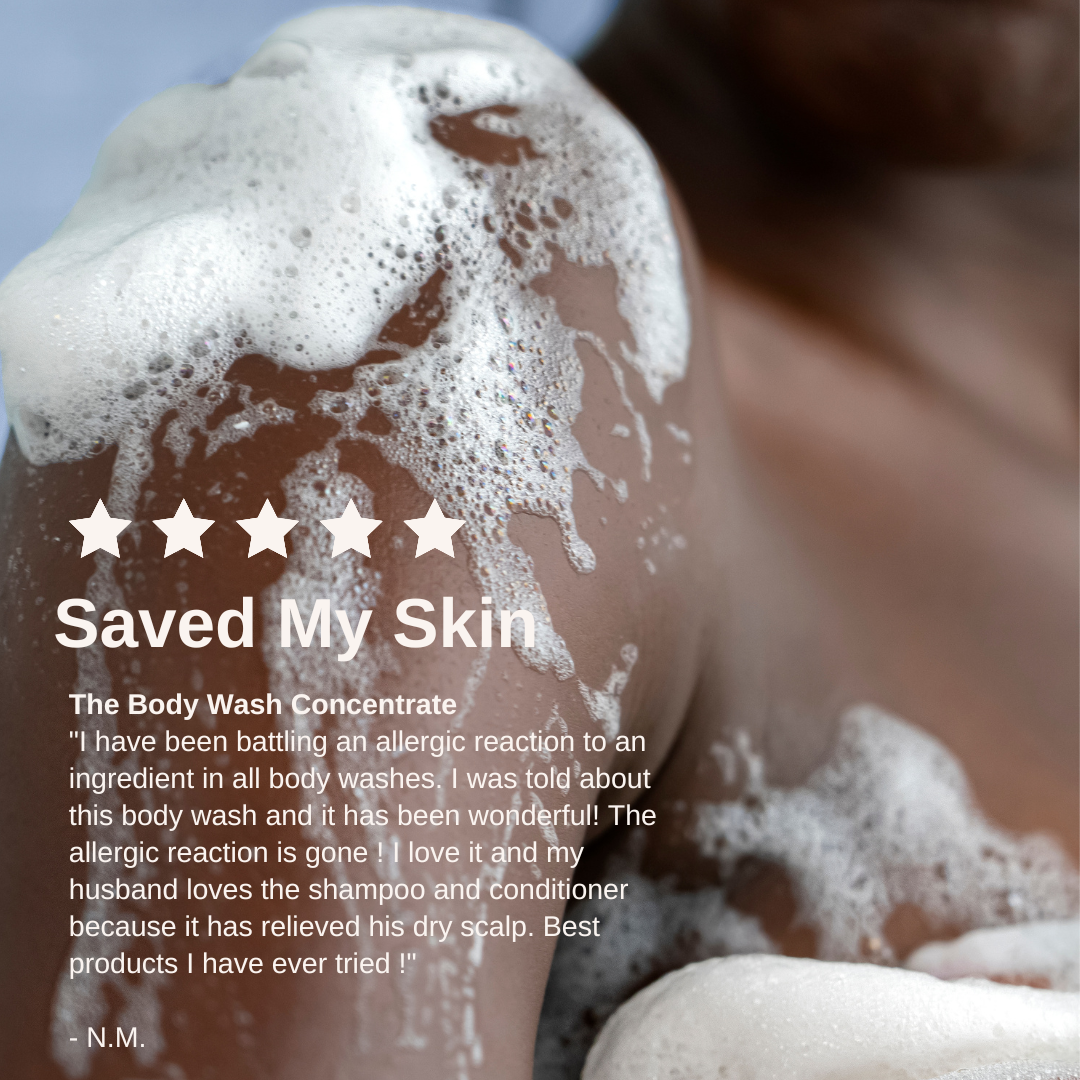 Saved My Skin
The Body Wash Concentrate
"I have been battling an allergic reaction to an
ingredient in all body washes. I was told about
this body wash and it has been wonderful! The
allergic reaction is gone ! I love it and my
husband loves the shampoo and conditioner
because it has relieved his dry scalp. Best
products I have ever tried !"
- N.M.